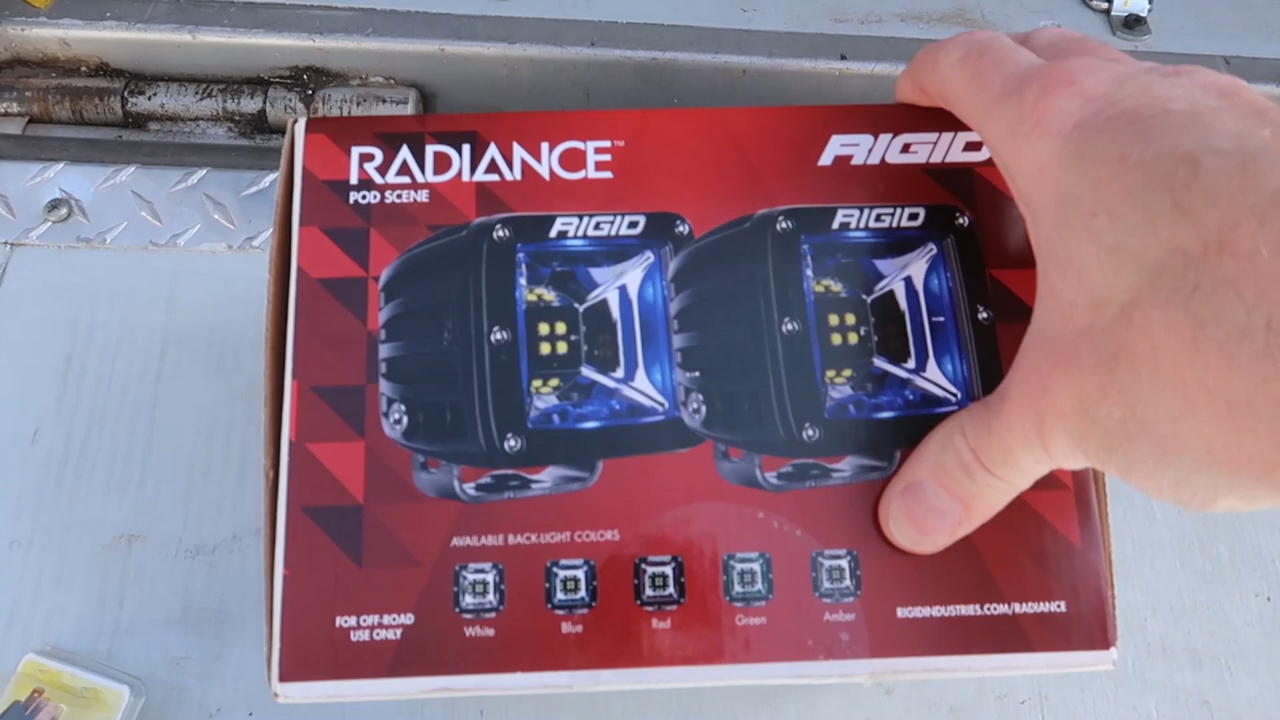 RADIANCE™
POD SCENE
RIGID
RIGID
RIGID
AVAILABLE BACK-LIGHT COLORS
White
Blue
Red
Green
Amber
FOR OFF-ROAD
USE ONLY
RIGIDINDUSTRIES.COM/RADIANCE